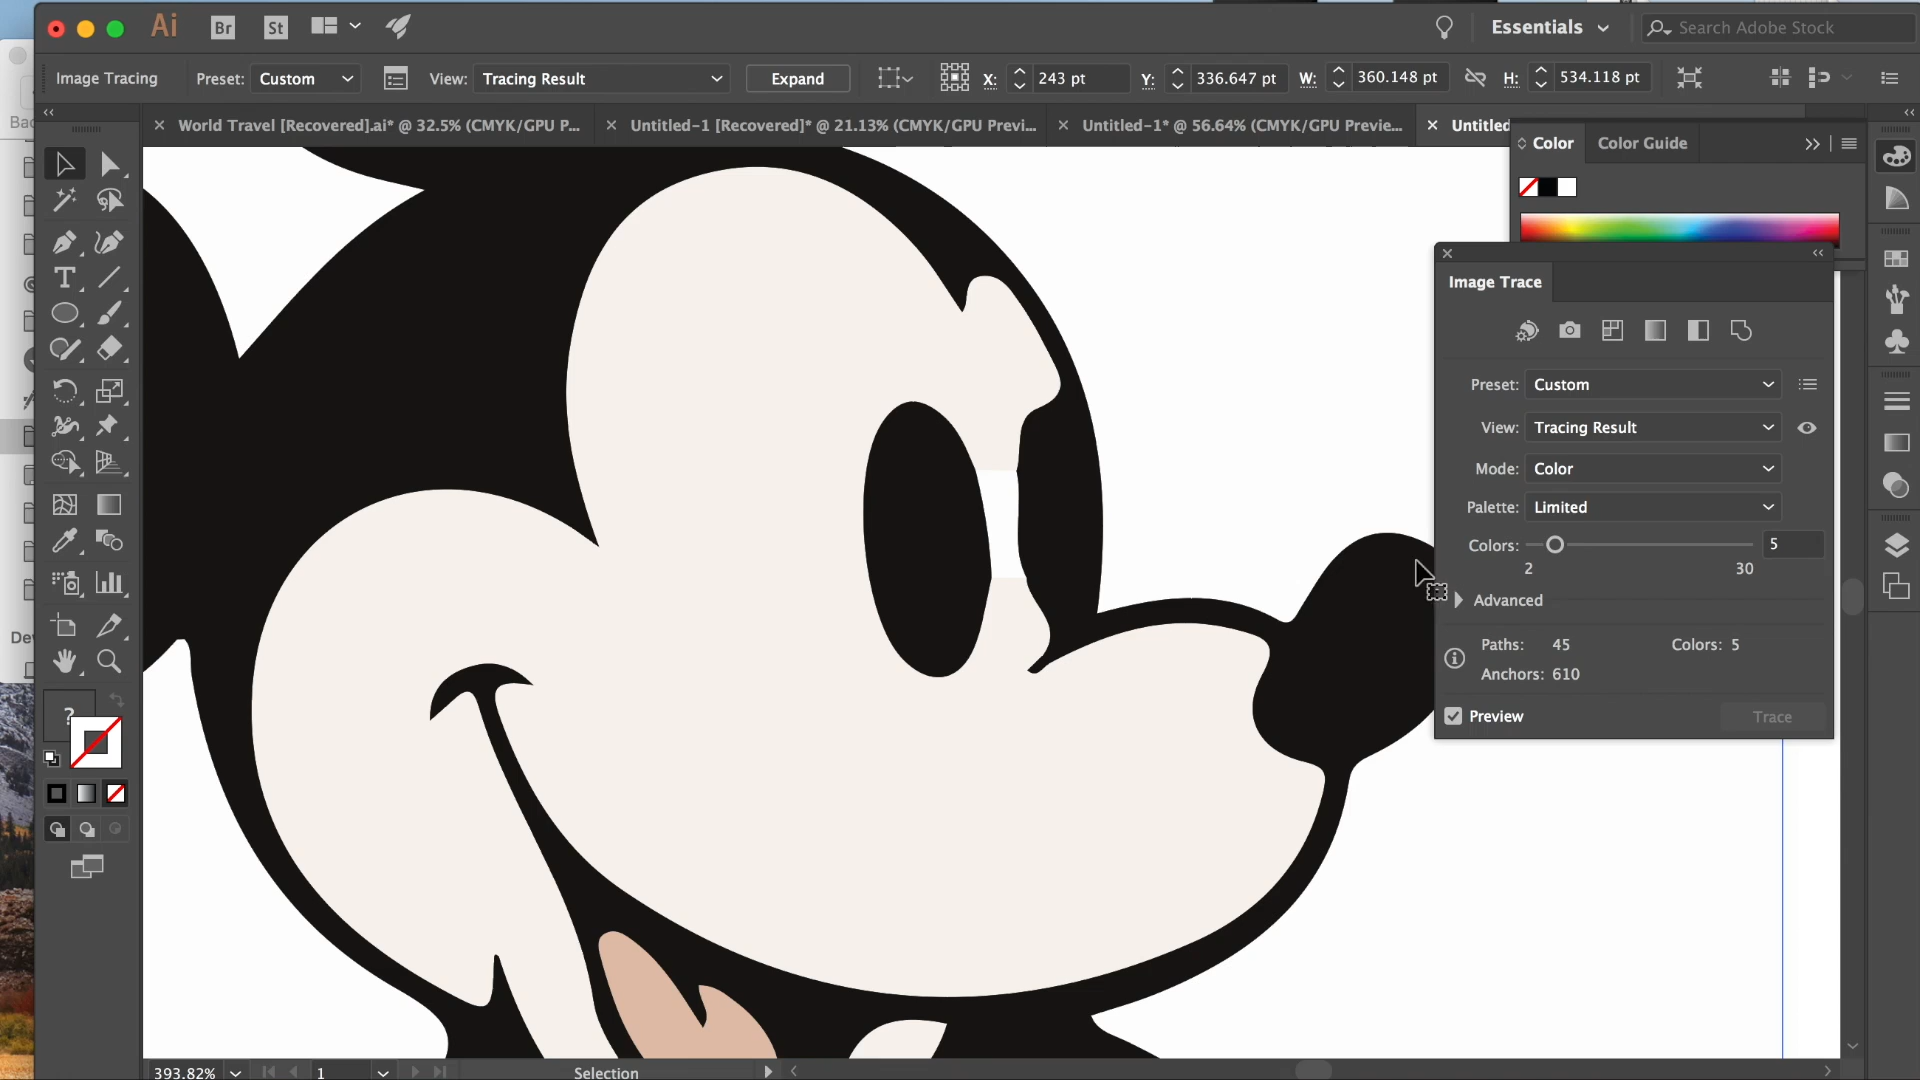 Ai
Br
St
Essentials
Search Adobe Stock
Image Tracing
Preset:
Custom
View:
Tracing Result
Expand
X:
243 pt
Y:
336.647 pt
W:
360.148 pt
H:
534.118 pt
World Travel [Recovered].ai* @ 32.5% (CMYK/GPU P...
Untitled-1 [Recovered]* @ 21.13% (CMYK/GPU Previ...
Untitled-1* @ 56.64% (CMYK/GPU Previe...
Untitled
Color
Color Guide
Image Trace
Preset:
Custom
View:
Tracing Result
Mode:
Color
Palette:
Limited
Colors:
5
2
30
Advanced
Paths: 45
Colors: 5
Anchors: 610
Preview
Trace
T
?
Bac
Dev
393.82%
1
Selection